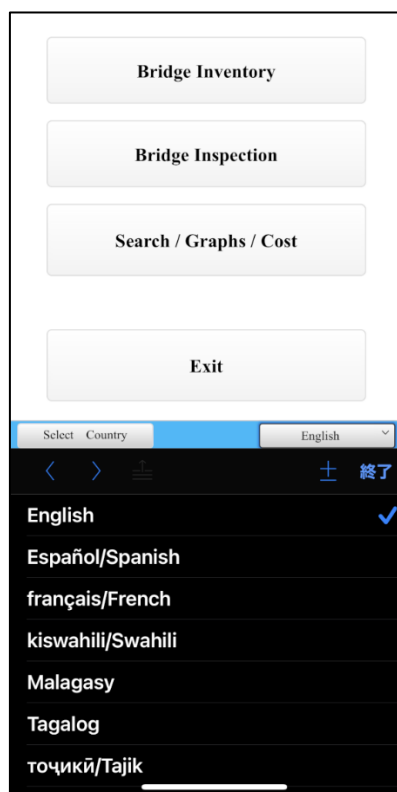 Bridge Inventory
Bridge Inspection
Search / Graphs / Cost
Exit
Select Country English
終了
English
Español/Spanish
français/French
kiswahili/Swahili
Malagasy
Tagalog
тоҷикӣ/Tajik